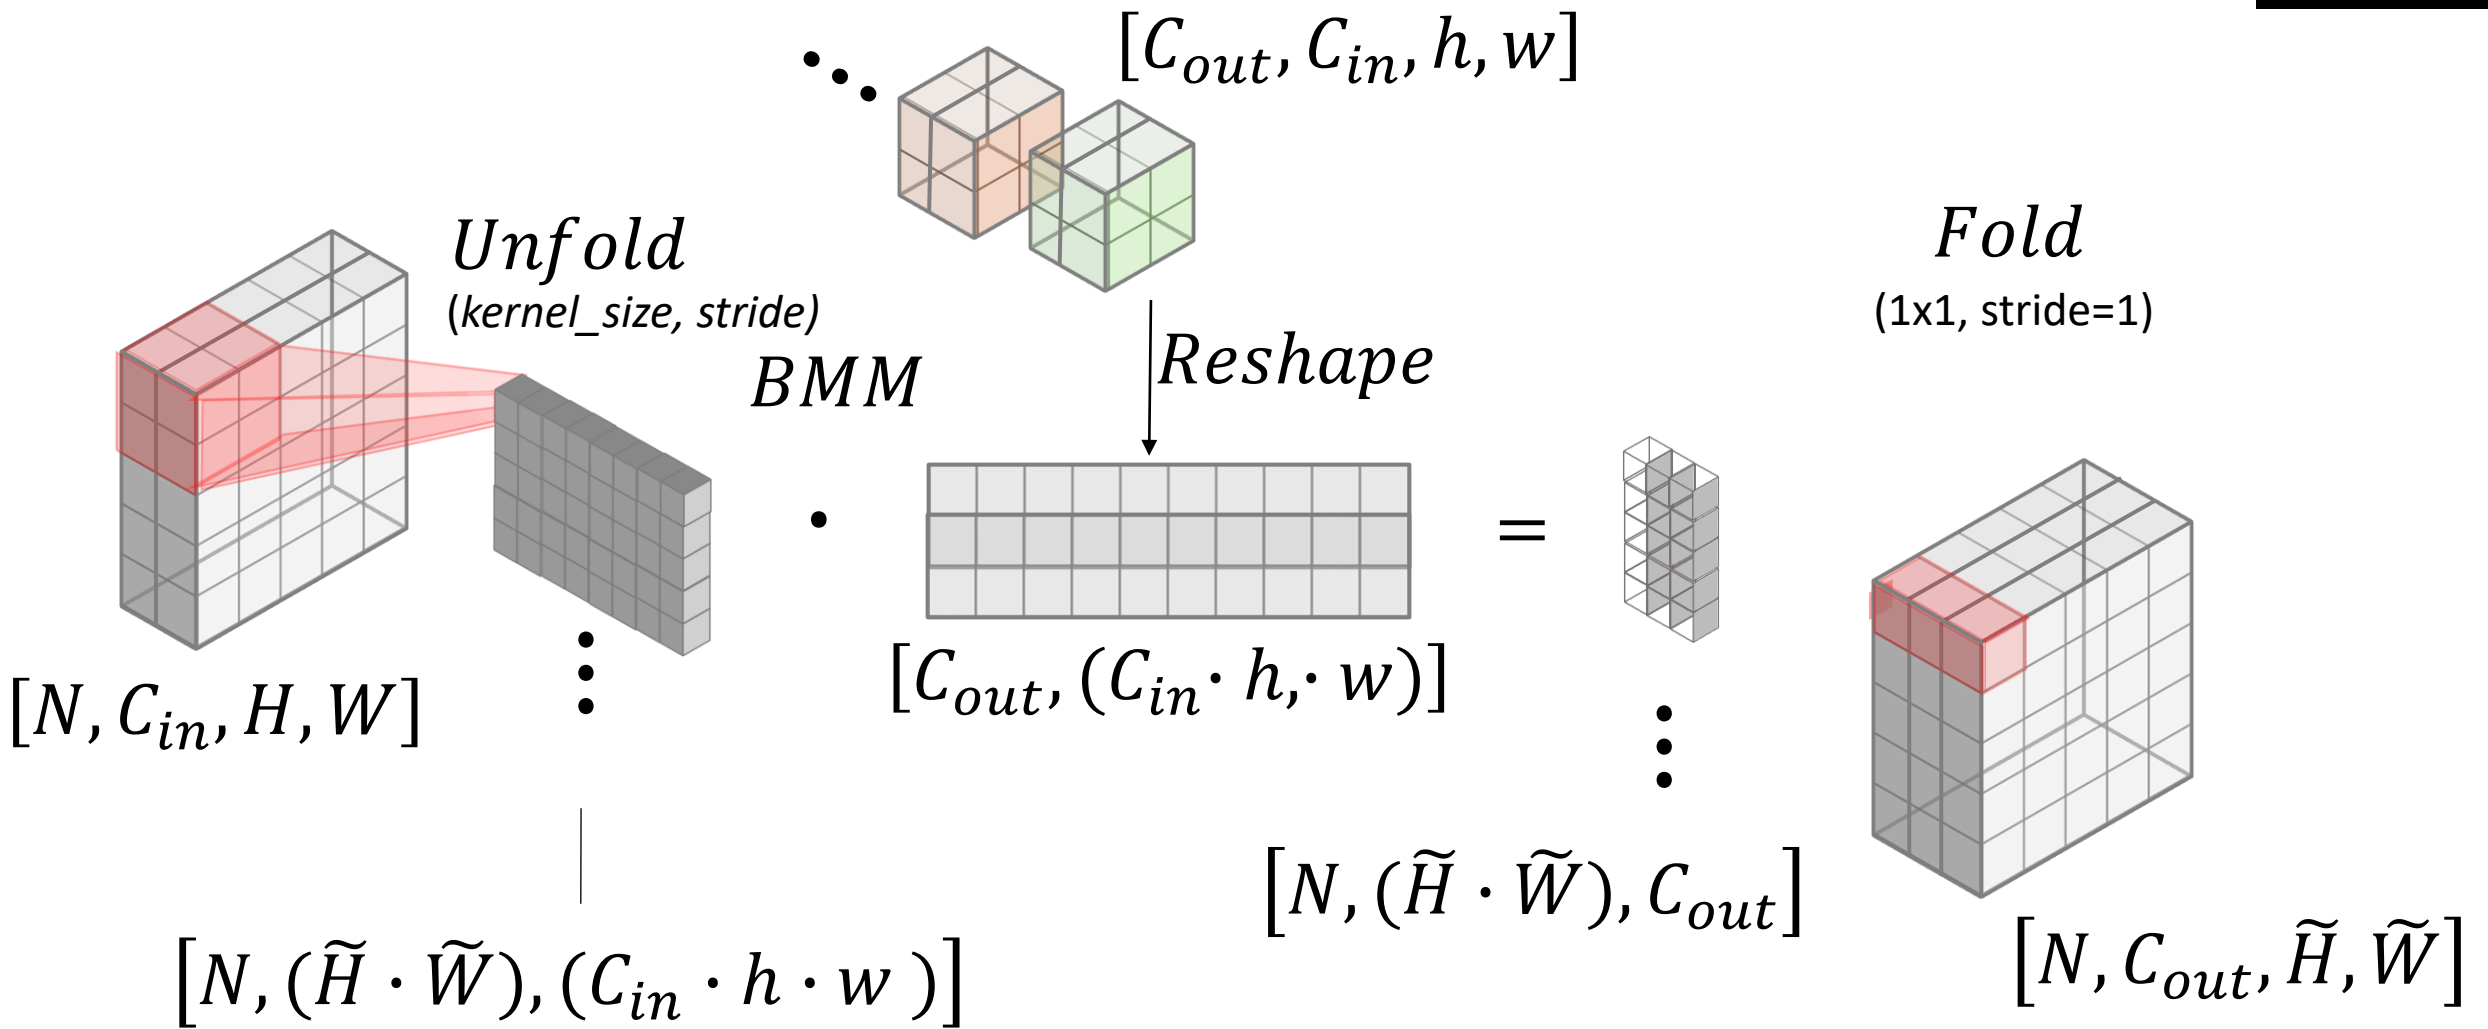 [C_out, C_in, h, w]
Unfold
(kernel_size, stride)
BMM
Reshape
Fold
(1x1, stride=1)
·
=
[N, C_in, H, W]
[C_out, (C_in · h, · w)]
[N, (H̃ · W̃), C_out]
[N, (H̃ · W̃), (C_in · h · w )]
[N, C_out, H̃, W̃]